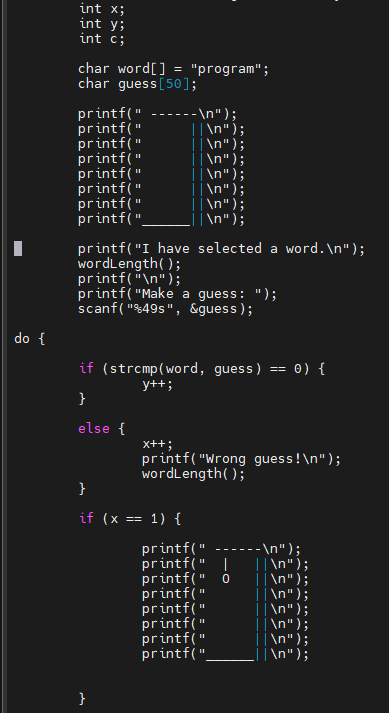 int x;
int y;
int c;
char word[] = "program";
char guess[50];
printf(" ------\n");
printf("      ||\n");
printf("      ||\n");
printf("      ||\n");
printf("      ||\n");
printf("      ||\n");
printf("      ||\n");
printf("______||\n");
printf("I have selected a word.\n");
wordLength();
printf("\n");
printf("Make a guess: ");
scanf("%49s", &guess);
do {
if (strcmp(word, guess) == 0) {
y++;
}
else {
x++;
printf("Wrong guess!\n");
wordLength();
}
if (x == 1) {
printf(" ------\n");
printf("  |   ||\n");
printf("  O   ||\n");
printf("      ||\n");
printf("      ||\n");
printf("      ||\n");
printf("      ||\n");
printf("______||\n");
}